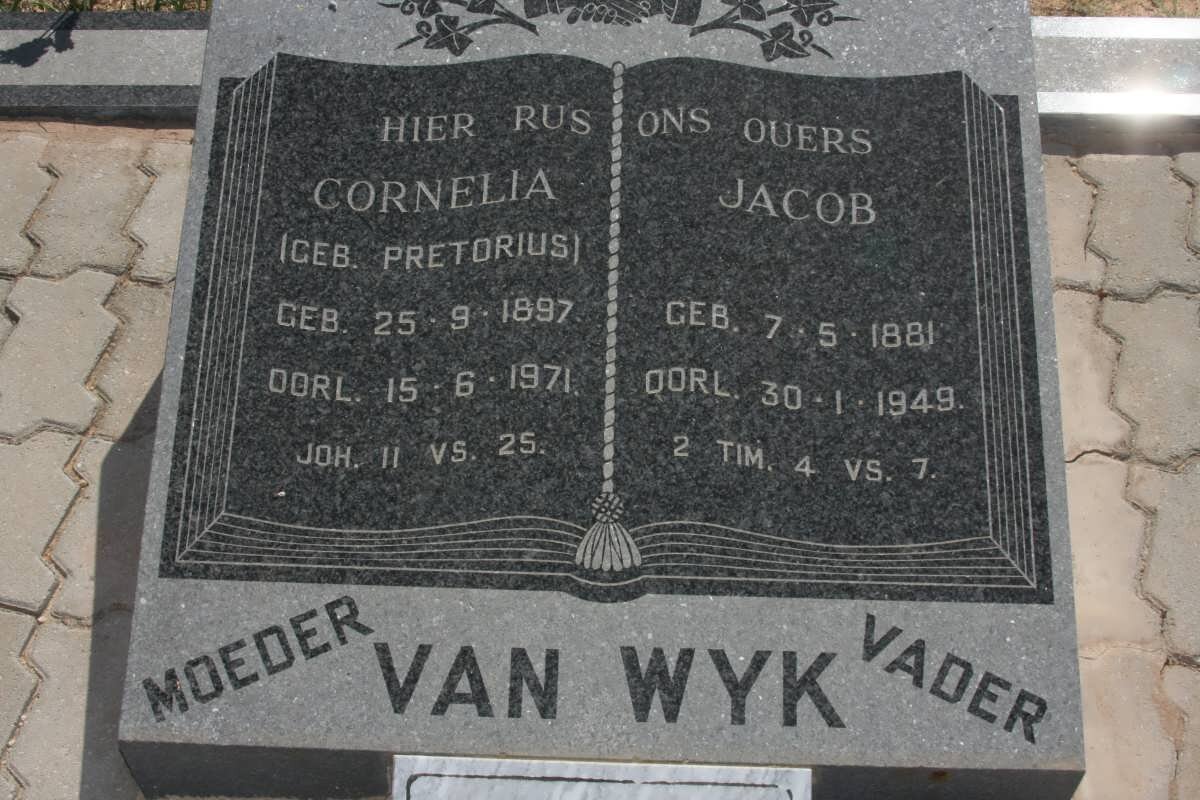 HIER RUS ONS OUERS
CORNELIA
(GEB. PRETORIUS)
GEB. 25·9·1897.
OORL. 15·6·1971.
JOH. 11 VS. 25.
JACOB
GEB. 7·5·1881
OORL. 30·1·1949.
2 TIM. 4 VS. 7.
MOEDER VAN WYK VADER